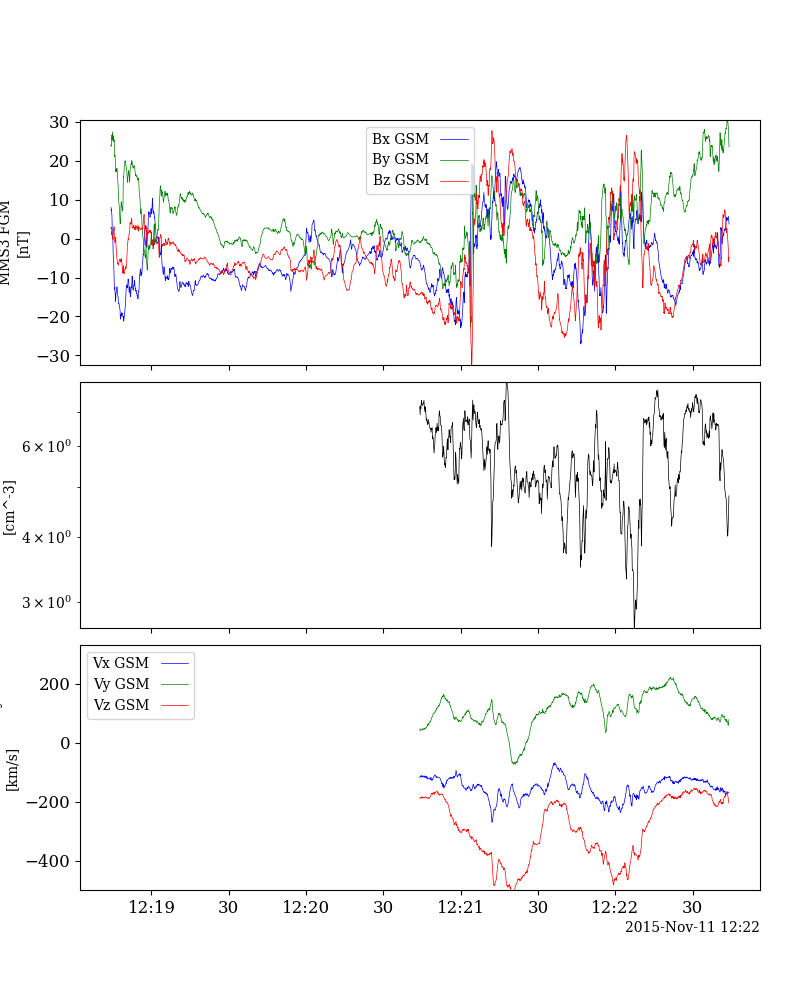 30
20
10
0
−10
−20
−30
MMS3 FGM
[nT]
Bx GSM
By GSM
Bz GSM
6 × 10⁰
4 × 10⁰
3 × 10⁰
[cm^-3]
200
0
−200
−400
[km/s]
Vx GSM
Vy GSM
Vz GSM
12:19 30 12:20 30 12:21 30 12:22 30
2015-Nov-11 12:22